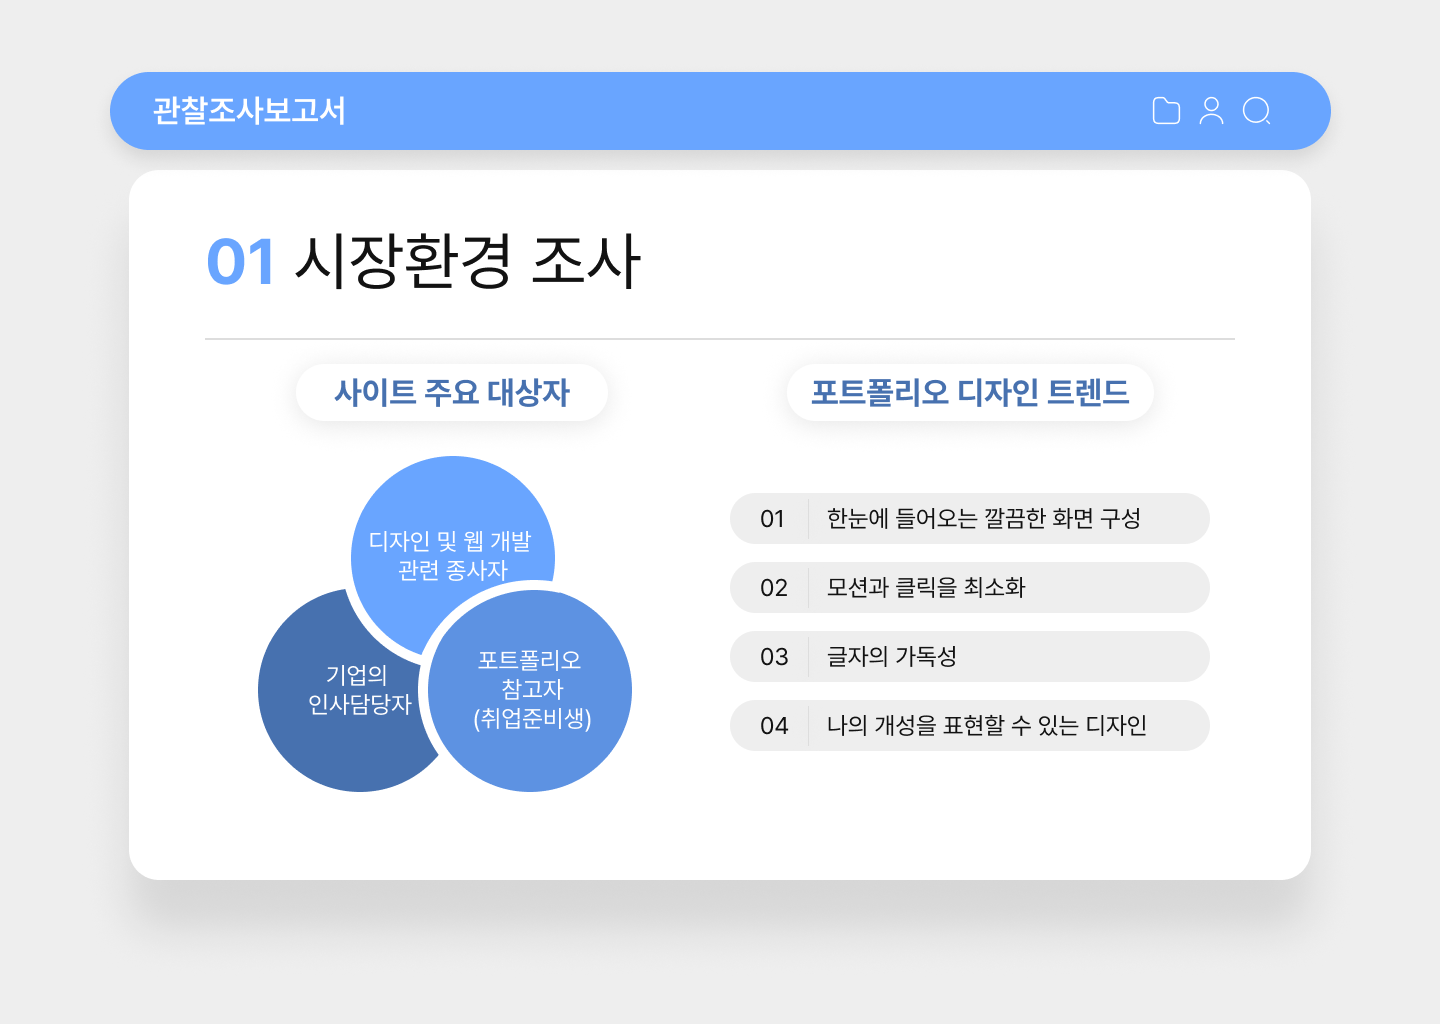 관찰조사보고서
01 시장환경 조사
사이트 주요 대상자
디자인 및 웹 개발
관련 종사자
기업의
인사담당자
포트폴리오
참고자
(취업준비생)
포트폴리오 디자인 트렌드
01 한눈에 들어오는 깔끔한 화면 구성
02 모션과 클릭을 최소화
03 글자의 가독성
04 나의 개성을 표현할 수 있는 디자인